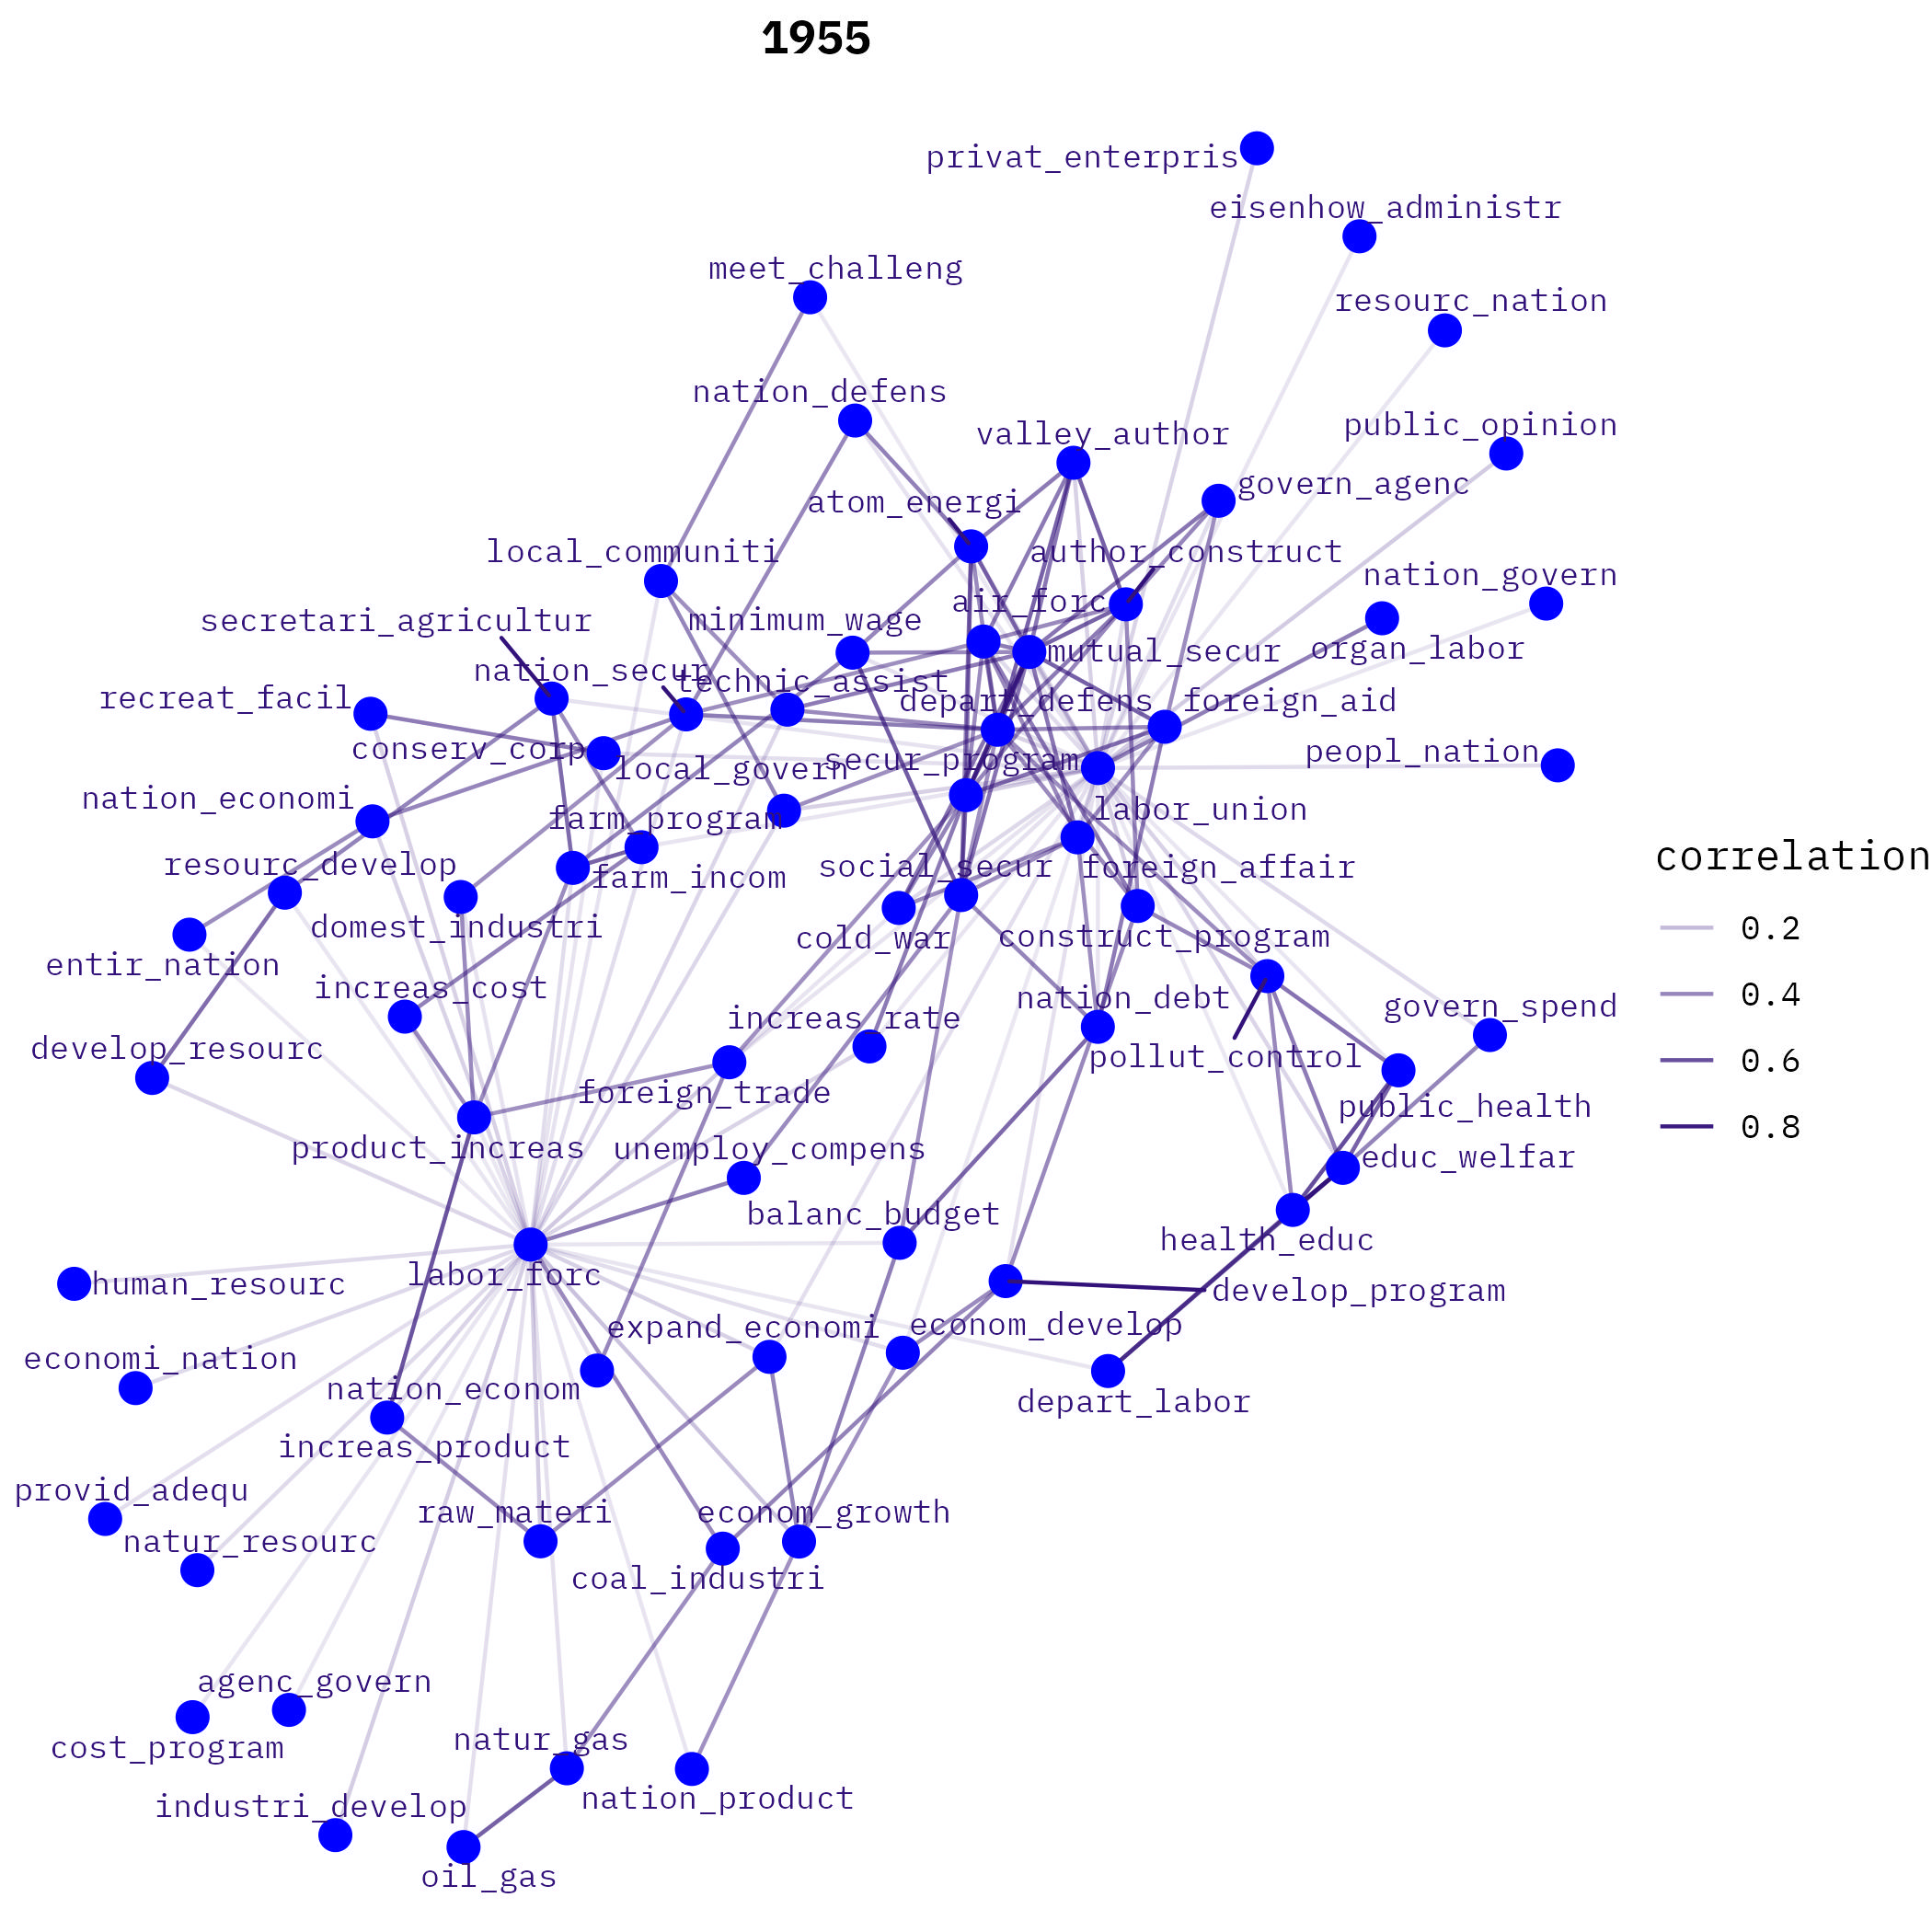 1955
privat_enterpris
eisenhow_administr
meet_challeng
resourc_nation
nation_defens
public_opinion
valley_author
govern_agenc
atom_energi
local_communiti
author_construct
nation_govern
air_forc
secretari_agricultur
minimum_wage
mutual_secur
organ_labor
nation_secur
technic_assist
recreat_facil
depart_defens
foreign_aid
conserv_corp
peopl_nation
secur_program
local_govern
nation_economi
labor_union
farm_program
correlation
resourc_develop
social_secur
foreign_affair
farm_incom
domest_industri
0.2
cold_war
construct_program
entir_nation
increas_cost
0.4
nation_debt
govern_spend
increas_rate
develop_resourc
pollut_control
0.6
foreign_trade
public_health
0.8
product_increas
unemploy_compens
educ_welfar
balanc_budget
health_educ
labor_forc
human_resourc
develop_program
expand_economi
econom_develop
economi_nation
nation_econom
depart_labor
increas_product
provid_adequ
raw_materi
econom_growth
natur_resourc
coal_industri
agenc_govern
natur_gas
cost_program
nation_product
industri_develop
oil_gas